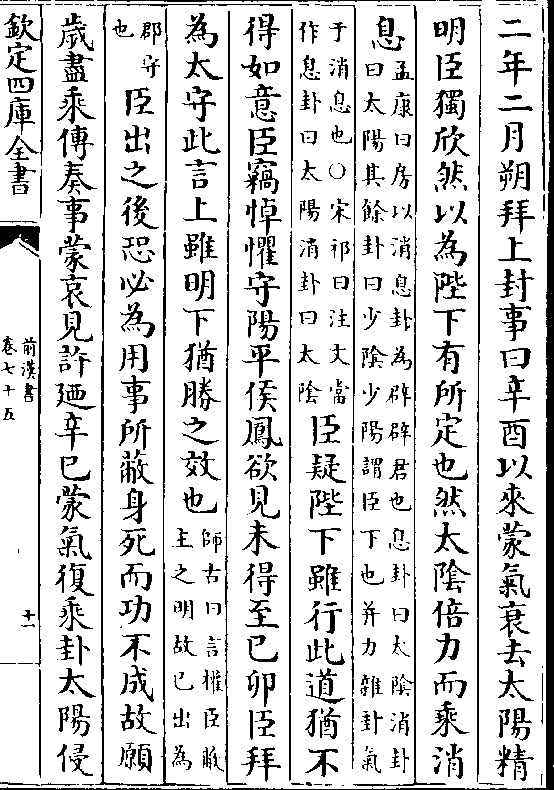 二年二月朔拜上封事曰辛酉以來蒙氣衰去太陽精
明臣獨欣然以為陛下有所定也然太陰倍力而乘消
息
孟康曰房以消息卦為辟辟君也息卦曰太陰消卦
曰太陽其餘卦曰少陰少陽謂臣下也并力雜卦氣
于消息也○宋祁曰注文當
作息卦曰太陽消卦曰太陰
臣疑陛下雖行此道猶不
得如意臣竊悼懼守陽平侯鳳欲見未得至己卯臣拜
為太守此言上雖明下猶勝之效也
師古曰言權臣蔽
主之明故已出為
郡守
也
臣出之後恐必為用事所蔽身死而功不成故願
歲盡乘傳奏事蒙哀見許廼辛巳蒙氣復乘卦太陽侵
欽定四庫全書
前漢書
卷七十五
十一